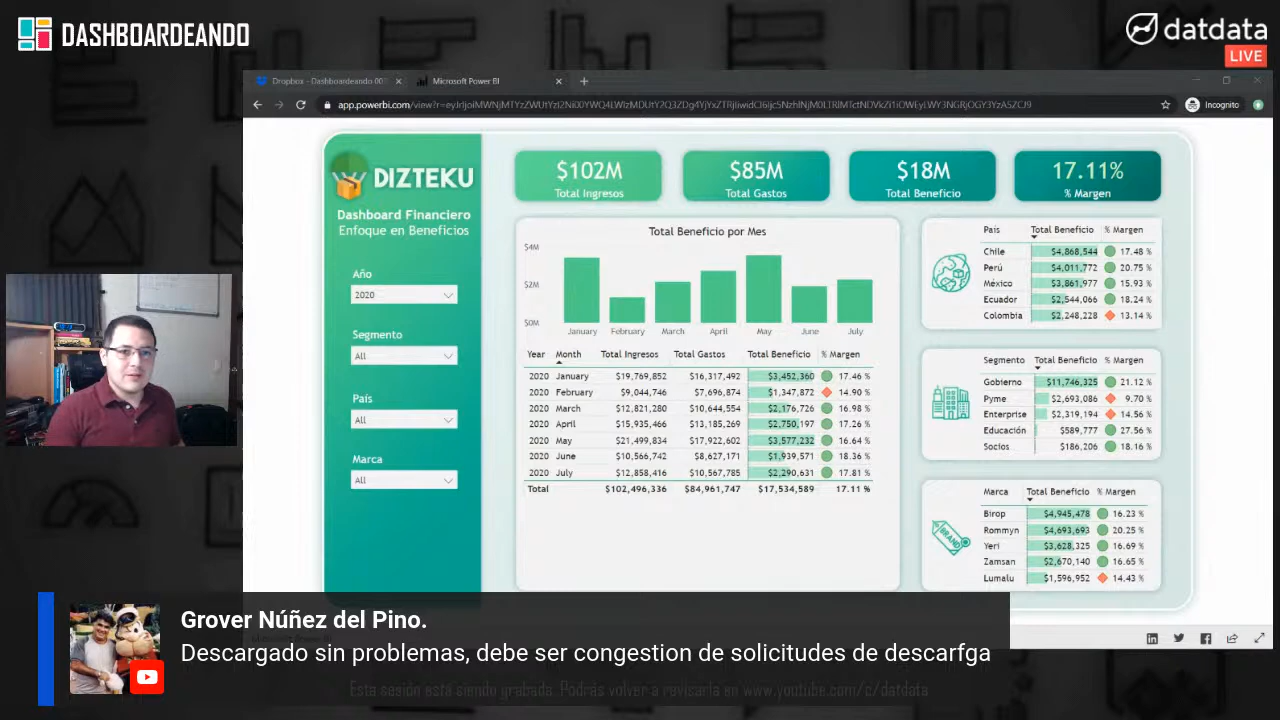 DASHBOARDEANDO
datdata
LIVE
Dropbox - Dashboardeando 00
Microsoft Power BI
Incognito
DIZTEKU
Dashboard Financiero
Enfoque en Beneficios
Año
2020
Segmento
All
País
All
Marca
All
$102M
Total Ingresos
$85M
Total Gastos
$18M
Total Beneficio
17.11%
% Margen
Total Beneficio por Mes
$4M
$2M
$0M
January February March April May June July
Year Month Total Ingresos Total Gastos Total Beneficio % Margen
2020 January $19,769,852 $16,317,492 $3,452,360 17.46 %
2020 February $9,044,746 $7,696,874 $1,347,872 14.90 %
2020 March $12,821,280 $10,644,554 $2,176,726 16.98 %
2020 April $15,935,466 $13,185,269 $2,750,197 17.26 %
2020 May $21,499,834 $17,922,602 $3,577,232 16.64 %
2020 June $10,566,742 $8,627,171 $1,939,571 18.36 %
2020 July $12,858,416 $10,567,785 $2,290,631 17.81 %
Total $102,496,336 $84,961,747 $17,534,589 17.11 %
País Total Beneficio % Margen
Chile $4,868,544 17.48 %
Perú $4,011,772 20.75 %
México $3,861,977 15.93 %
Ecuador $2,544,066 18.24 %
Colombia $2,248,228 13.14 %
Segmento Total Beneficio % Margen
Gobierno $11,746,325 21.12 %
Pyme $2,693,086 9.70 %
Enterprise $2,319,194 14.56 %
Educación $589,777 27.56 %
Socios $186,206 18.16 %
BRAND
Marca Total Beneficio % Margen
Birop $4,945,478 16.23 %
Rommyn $4,693,693 20.25 %
Yeri $3,628,325 16.69 %
Zamsan $2,670,140 16.65 %
Lumalu $1,596,952 14.43 %
Grover Núñez del Pino.
Descargado sin problemas, debe ser congestion de solicitudes de descarfga
Esta sesión está siendo grabada. Podrás volver a revisarla en www.youtube.com/c/datdata